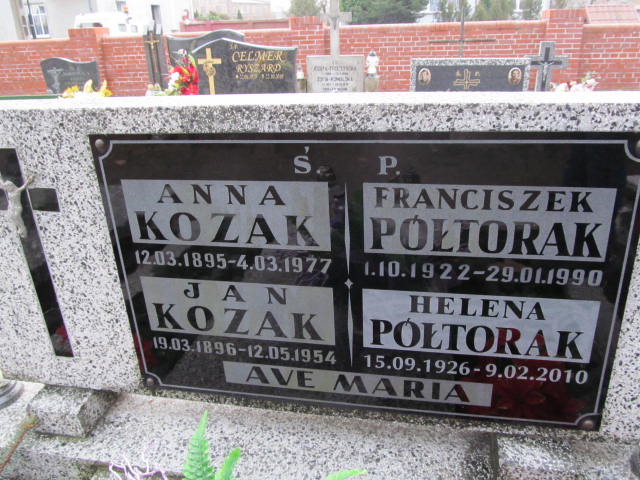 CELMER
RYSZARD
Ś. P.
ANNA
KOZAK
12.03.1895-4.03.1977
JAN
KOZAK
19.03.1896-12.05.1954
FRANCISZEK
PÓŁTORAK
1.10.1922-29.01.1990
HELENA
PÓŁTORAK
15.09.1926-9.02.2010
AVE MARIA